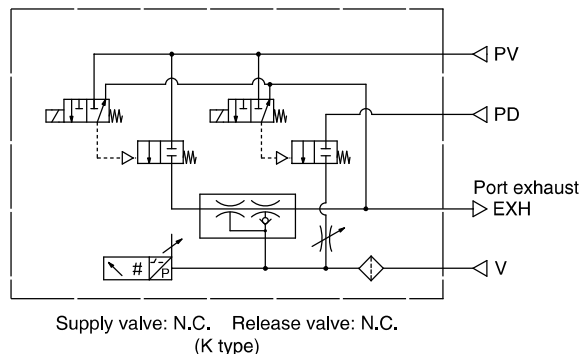 PV
PD
Port exhaust
EXH
# P
V
Supply valve: N.C. Release valve: N.C.
(K type)